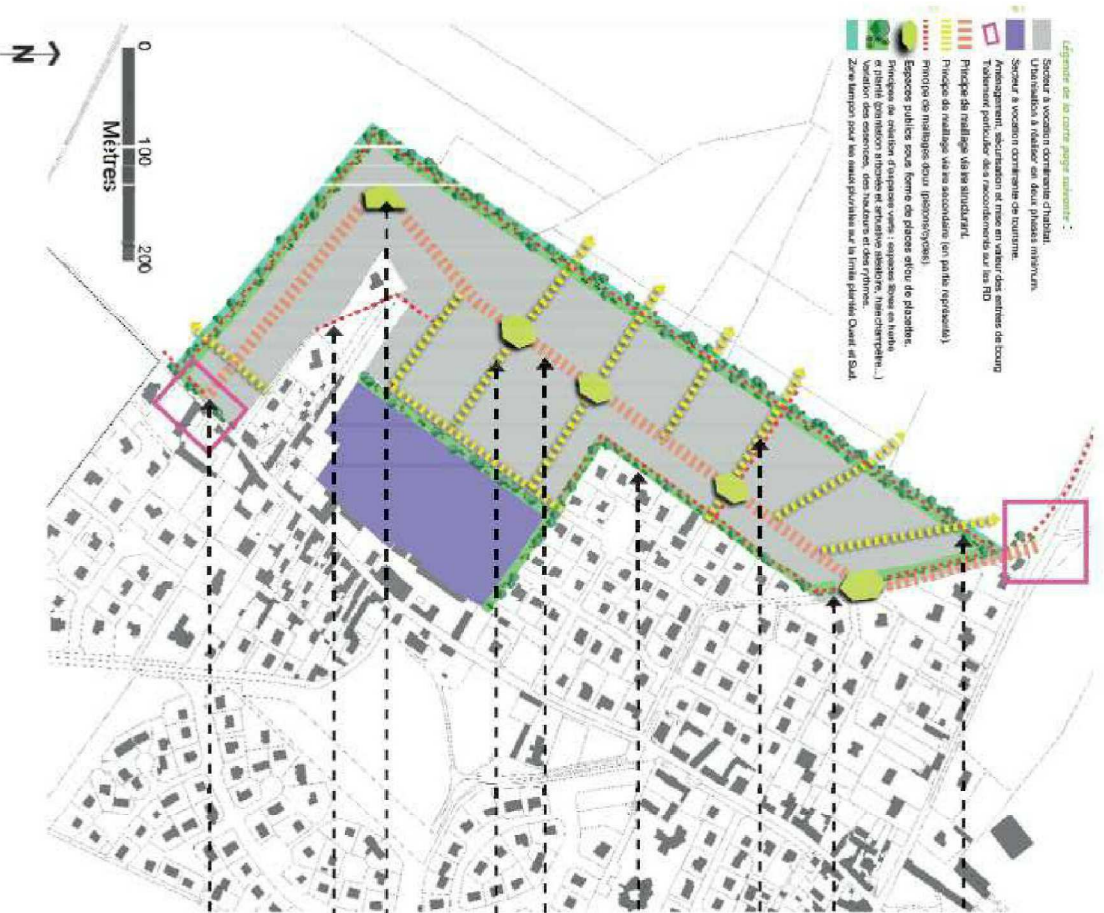 Légende de la carte page suivante :
Secteur à vocation dominante d'habitat.
Urbanisation à réaliser en deux phases minimum.
Secteur à vocation dominante de tourisme.
Aménagement, sécurisation et mise en valeur des entrées de bourg
Traitement particulier des raccordements sur les RD
Principe de maillage viaire structurant.
Principe de maillage viaire secondaire (en partie représenté).
Principe de maillages doux (piétons/cycles)
Espaces publics sous forme de places et/ou de placettes.
Principes de création d'espaces verts : espaces libres en herbe
e planté (plantation arborée et arbustive aléatoire, haie champêtre...)
Variation des essences, des hauteurs et des rythmes.
Zone tampon pour les eaux pluviales sur la limite plantée Ouest et Sud.
0
100
200
Mètres
N